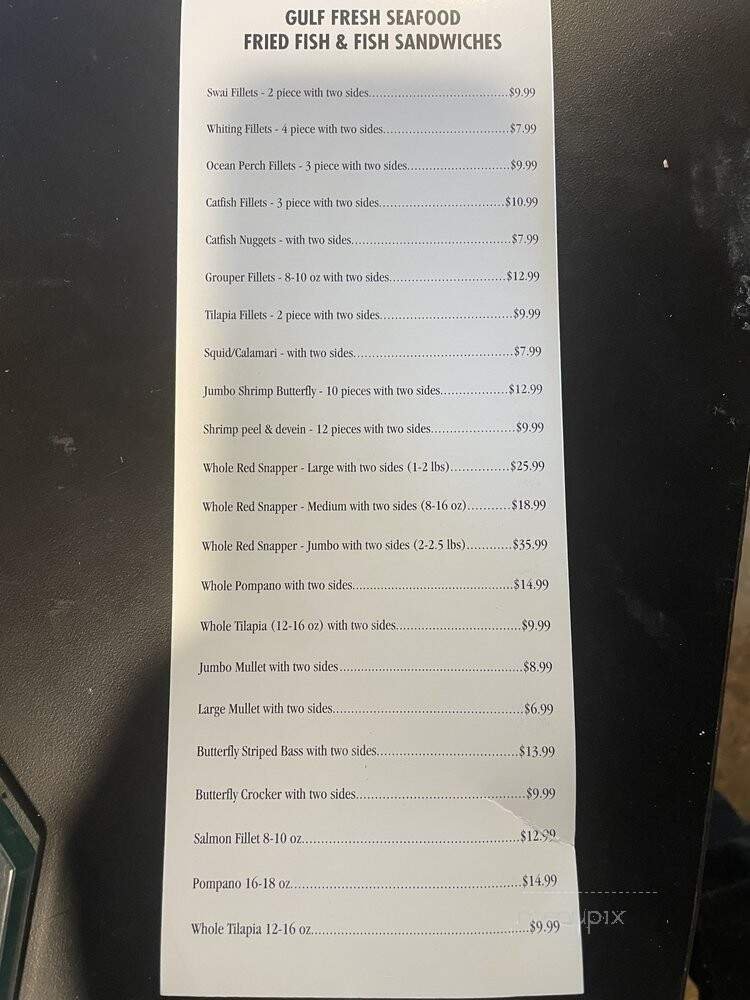 GULF FRESH SEAFOOD
FRIED FISH & FISH SANDWICHES
Swai Fillets - 2 piece with two sides........................................$9.99
Whiting Fillets - 4 piece with two sides....................................$7.99
Ocean Perch Fillets - 3 piece with two sides.............................$9.99
Catfish Fillets - 3 piece with two sides....................................$10.99
Catfish Nuggets - with two sides..............................................$7.99
Grouper Fillets - 8-10 oz with two sides.................................$12.99
Tilapia Fillets - 2 piece with two sides......................................$9.99
Squid/Calamari - with two sides..............................................$7.99
Jumbo Shrimp Butterfly - 10 pieces with two sides...................$12.99
Shrimp peel & devein - 12 pieces with two sides........................$9.99
Whole Red Snapper - Large with two sides (1-2 lbs).................$25.99
Whole Red Snapper - Medium with two sides (8-16 oz)............$18.99
Whole Red Snapper - Jumbo with two sides (2-2.5 lbs).............$35.99
Whole Pompano with two sides..............................................$14.99
Whole Tilapia (12-16 oz) with two sides....................................$9.99
Jumbo Mullet with two sides....................................................$8.99
Large Mullet with two sides......................................................$6.99
Butterfly Striped Bass with two sides........................................$13.99
Butterfly Crocker with two sides................................................$9.99
Salmon Fillet 8-10 oz..............................................................$12.99
Pompano 16-18 oz.................................................................$14.99
Whole Tilapia 12-16 oz.............................................................$9.99